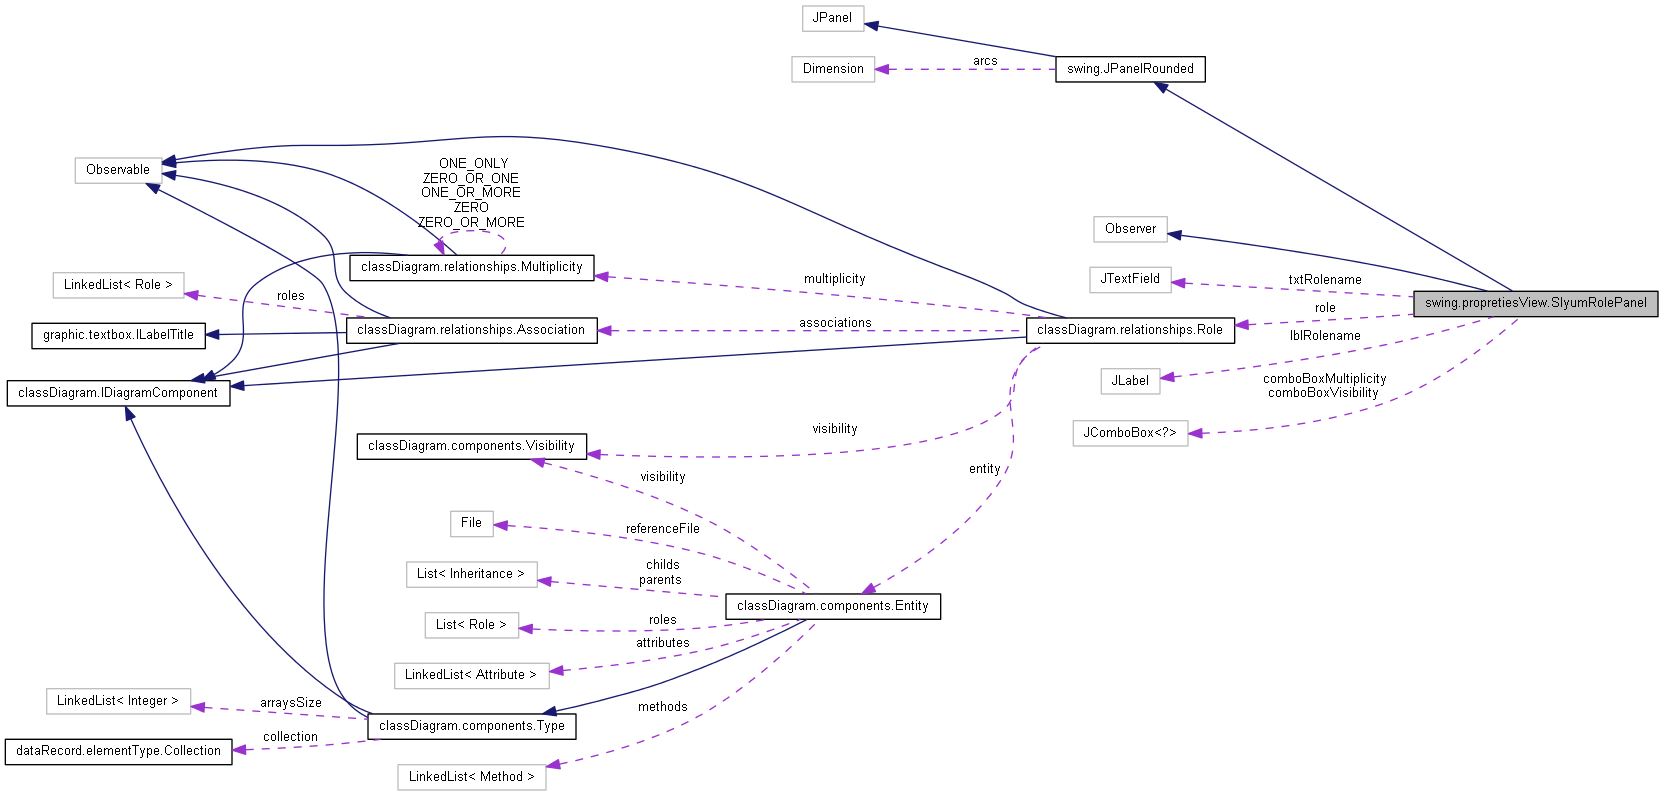 JPanel
Dimension
arcs
swing.JPanelRounded
Observable
ONE_ONLY
ZERO_OR_ONE
ONE_OR_MORE
ZERO
ZERO_OR_MORE
Observer
classDiagram.relationships.Multiplicity
multiplicity
JTextField
txtRolename
LinkedList< Role >
roles
swing.propretiesView.SlyumRolePanel
role
graphic.textbox.ILabelTitle
classDiagram.relationships.Association
associations
classDiagram.relationships.Role
lblRolename
classDiagram.IDiagramComponent
JLabel
comboBoxMultiplicity
comboBoxVisibility
JComboBox<?>
visibility
classDiagram.components.Visibility
visibility
entity
File
referenceFile
List< Inheritance >
childs
parents
classDiagram.components.Entity
List< Role >
roles
attributes
LinkedList< Attribute >
LinkedList< Integer >
arraysSize
methods
classDiagram.components.Type
dataRecord.elementType.Collection
collection
LinkedList< Method >